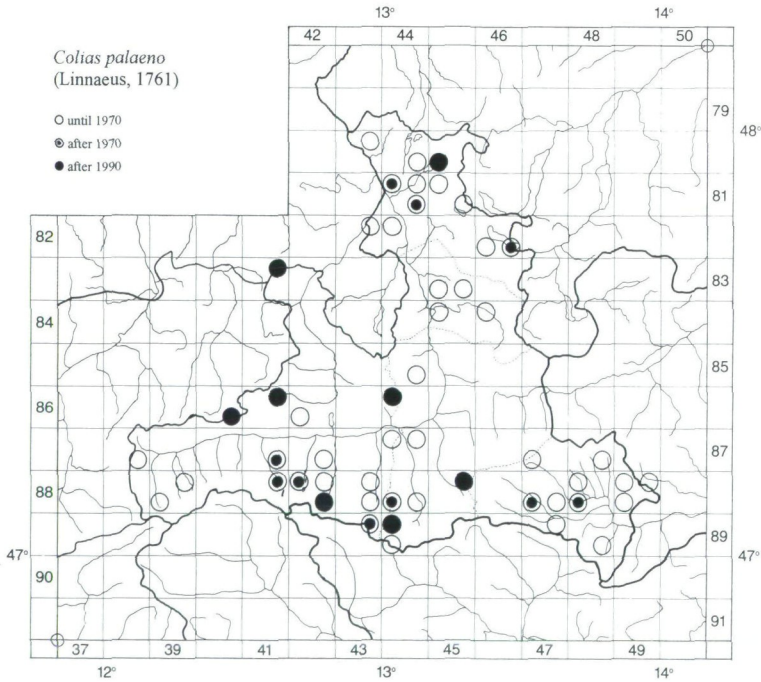 13° 14°
42 44 46 48 50
Colias palaeno
(Linnaeus, 1761)
○ until 1970
◉ after 1970
● after 1990
79
48°
81
82
83
84
85
86
87
88
89
47° 47°
90
91
37 39 41 43 45 47 49
12° 13° 14°